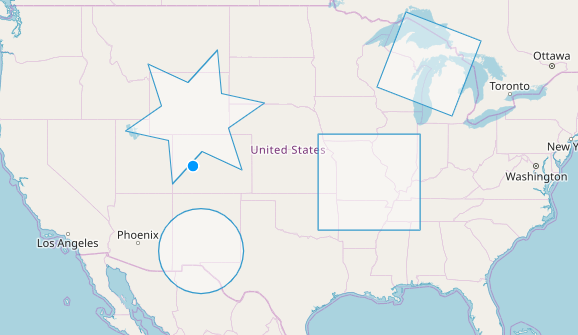 Ottawa
Toronto
United States
New Y
Washington
Phoenix
Los Angeles